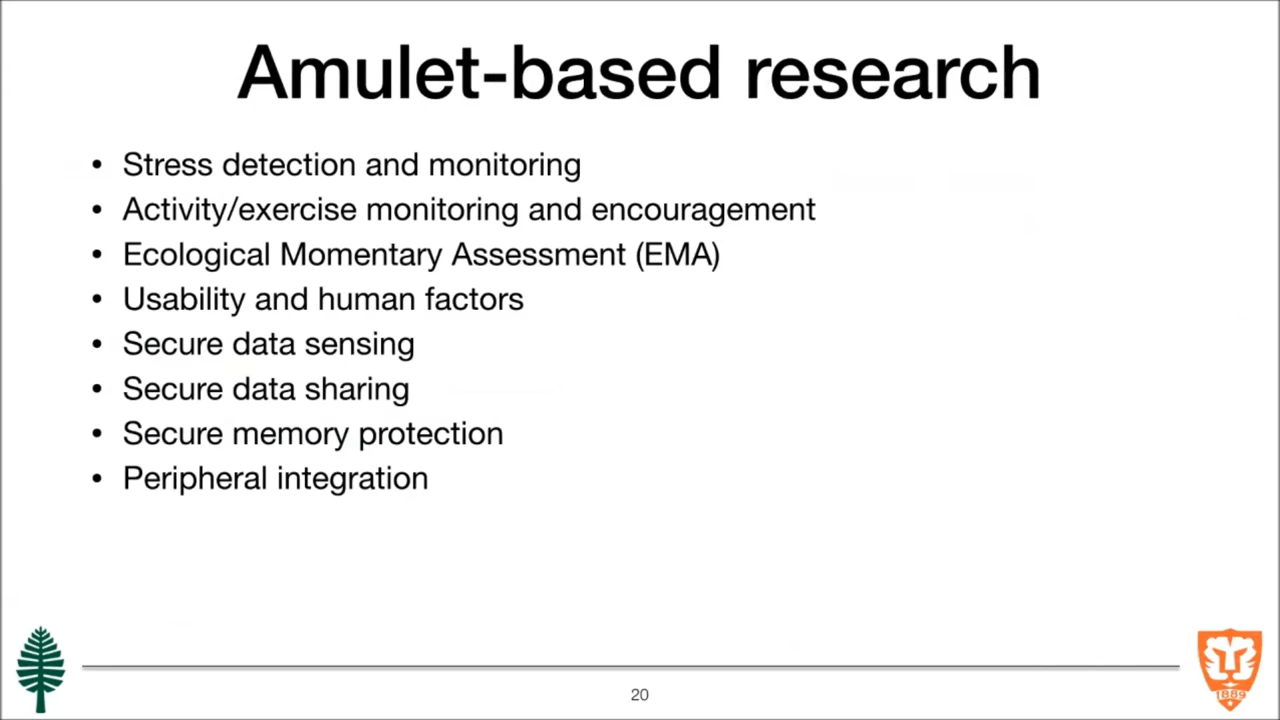 Amulet-based research
• Stress detection and monitoring
• Activity/exercise monitoring and encouragement
• Ecological Momentary Assessment (EMA)
• Usability and human factors
• Secure data sensing
• Secure data sharing
• Secure memory protection
• Peripheral integration
20
1889